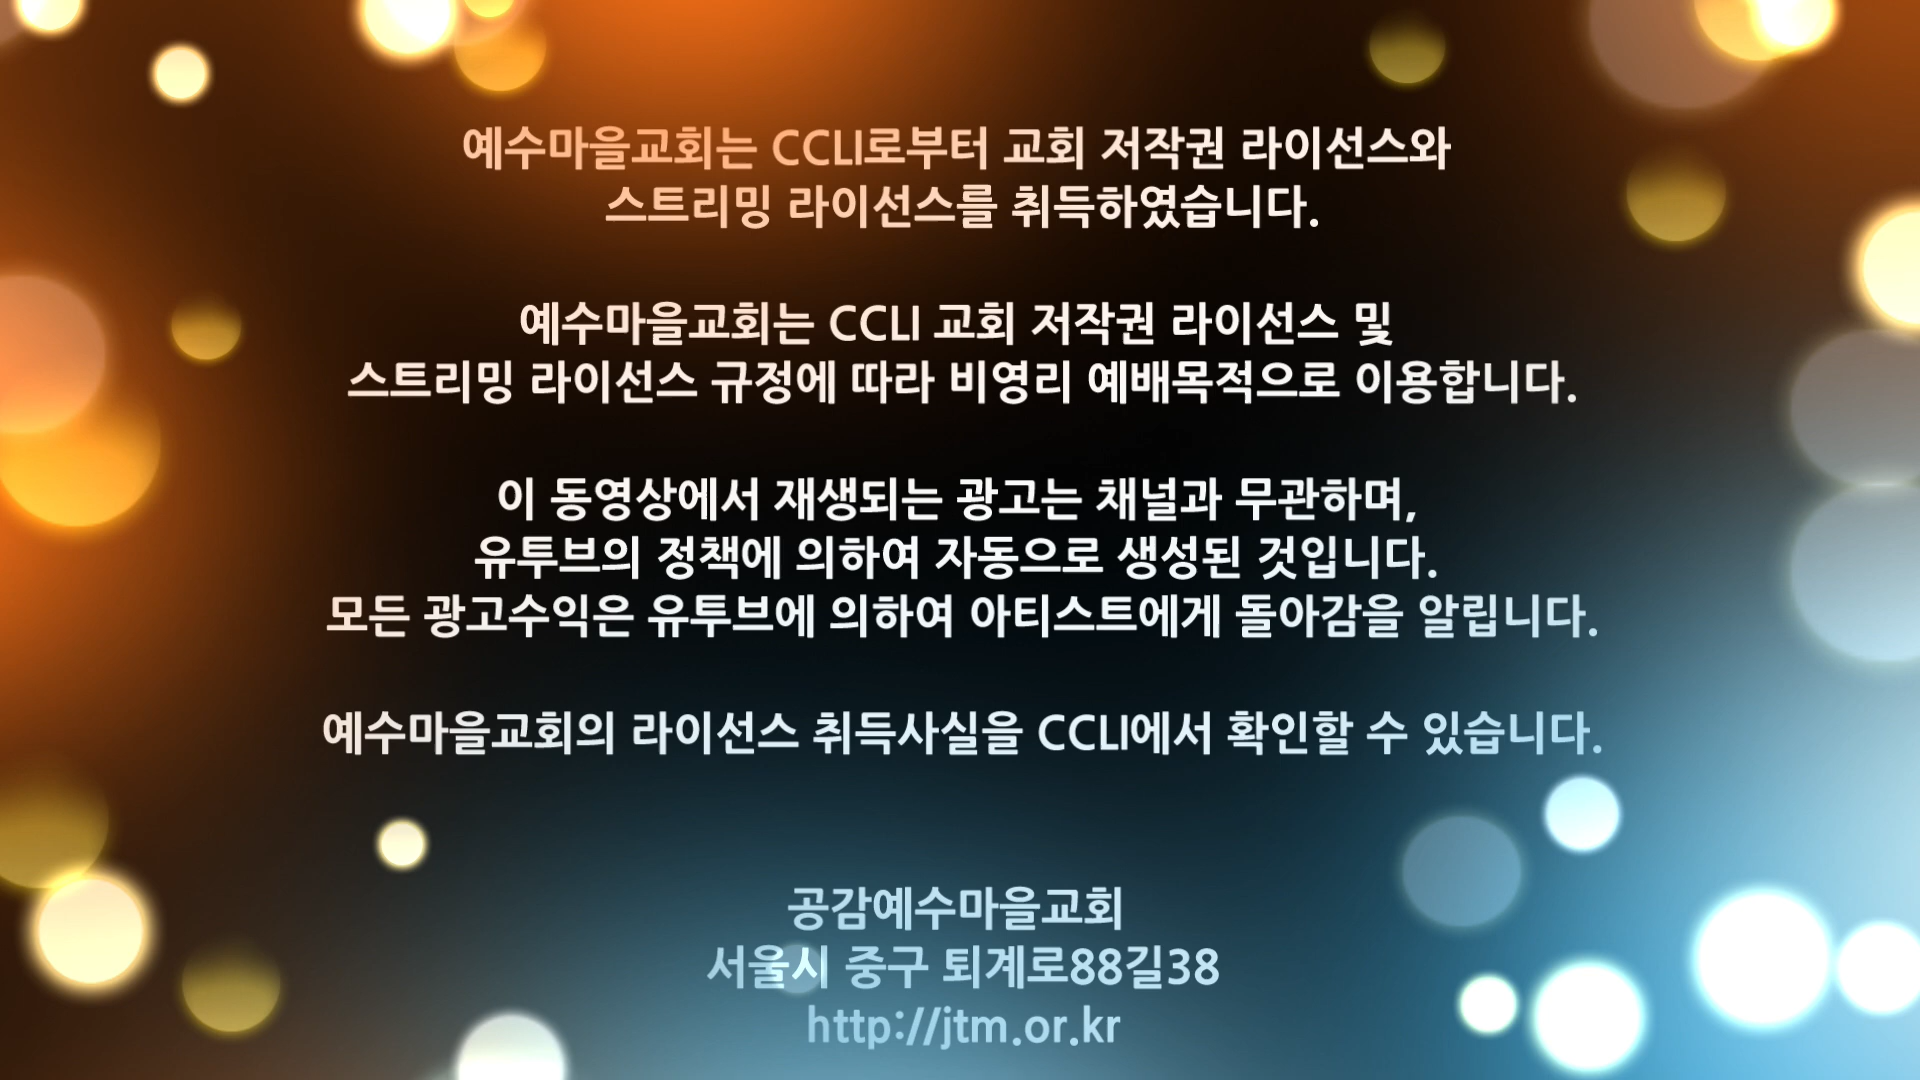 예수마을교회는 CCLI로부터 교회 저작권 라이선스와
스트리밍 라이선스를 취득하였습니다.
예수마을교회는 CCLI 교회 저작권 라이선스 및
스트리밍 라이선스 규정에 따라 비영리 예배목적으로 이용합니다.
이 동영상에서 재생되는 광고는 채널과 무관하며,
유투브의 정책에 의하여 자동으로 생성된 것입니다.
모든 광고수익은 유투브에 의하여 아티스트에게 돌아감을 알립니다.
예수마을교회의 라이선스 취득사실을 CCLI에서 확인할 수 있습니다.
공감예수마을교회
서울시 중구 퇴계로88길38
http://jtm.or.kr